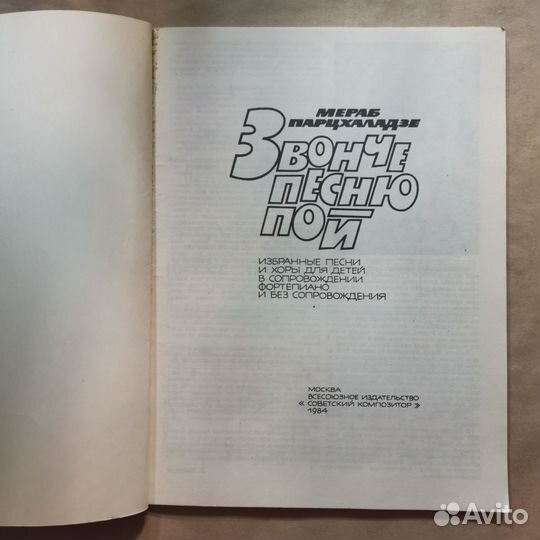 МЕРАБ
ПАРЦХАЛАДЗЕ
ЗВОНЧЕ
ПЕСНЮ
ПОЙ
ИЗБРАННЫЕ ПЕСНИ
И ХОРЫ ДЛЯ ДЕТЕЙ
В СОПРОВОЖДЕНИИ
ФОРТЕПИАНО
И БЕЗ СОПРОВОЖДЕНИЯ
МОСКВА
ВСЕСОЮЗНОЕ ИЗДАТЕЛЬСТВО
« СОВЕТСКИЙ КОМПОЗИТОР »
1984
Avito